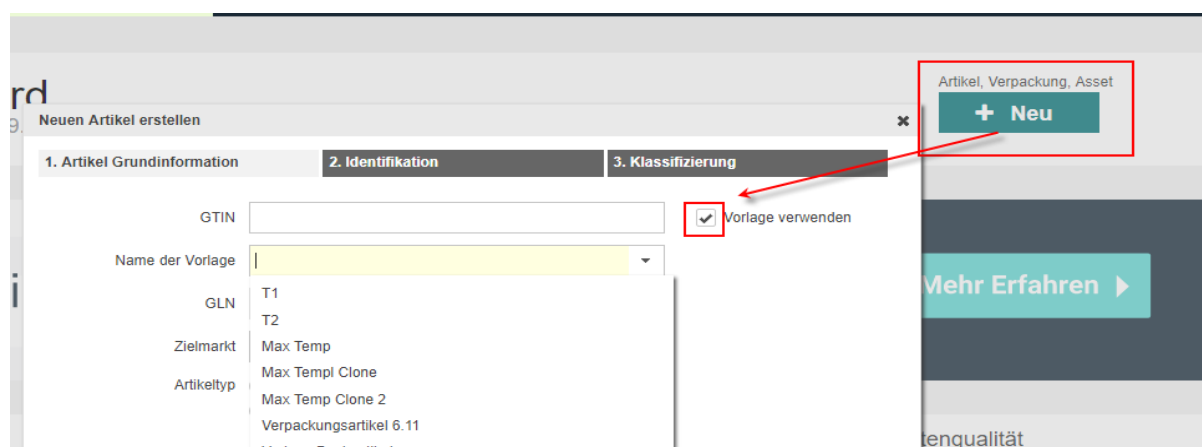 rd
Artikel, Verpackung, Asset
+ Neu
9.
Neuen Artikel erstellen
1. Artikel Grundinformation
2. Identifikation
3. Klassifizierung
GTIN
Vorlage verwenden
Name der Vorlage
GLN
T1
T2
Zielmarkt
Max Temp
Max Templ Clone
Artikeltyp
Max Temp Clone 2
Verpackungsartikel 6.11
Mehr Erfahren
tenqualität